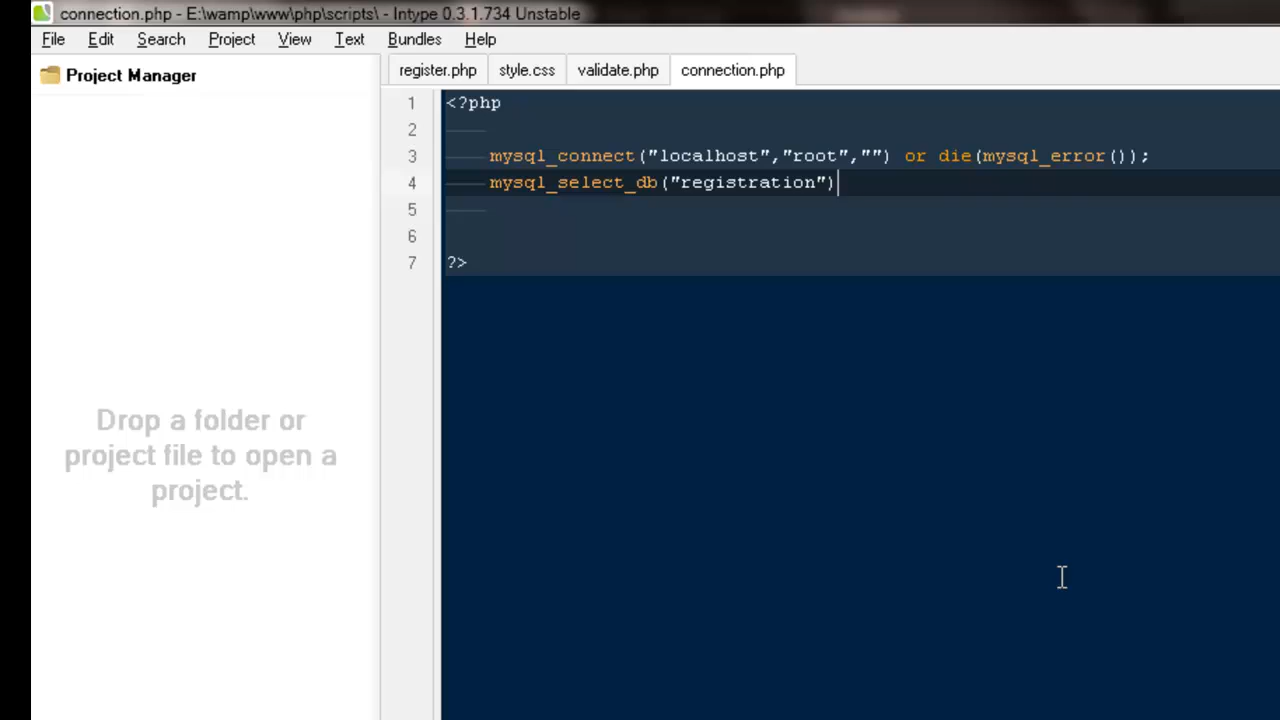 connection.php - E:\wamp\www\php\scripts\ - Intype 0.3.1.734 Unstable
File Edit Search Project View Text Bundles Help
Project Manager
register.php style.css validate.php connection.php
1 <?php
2
3 mysql_connect("localhost","root","") or die(mysql_error());
4 mysql_select_db("registration")
5
6
7 ?>
Drop a folder or
project file to open a
project.